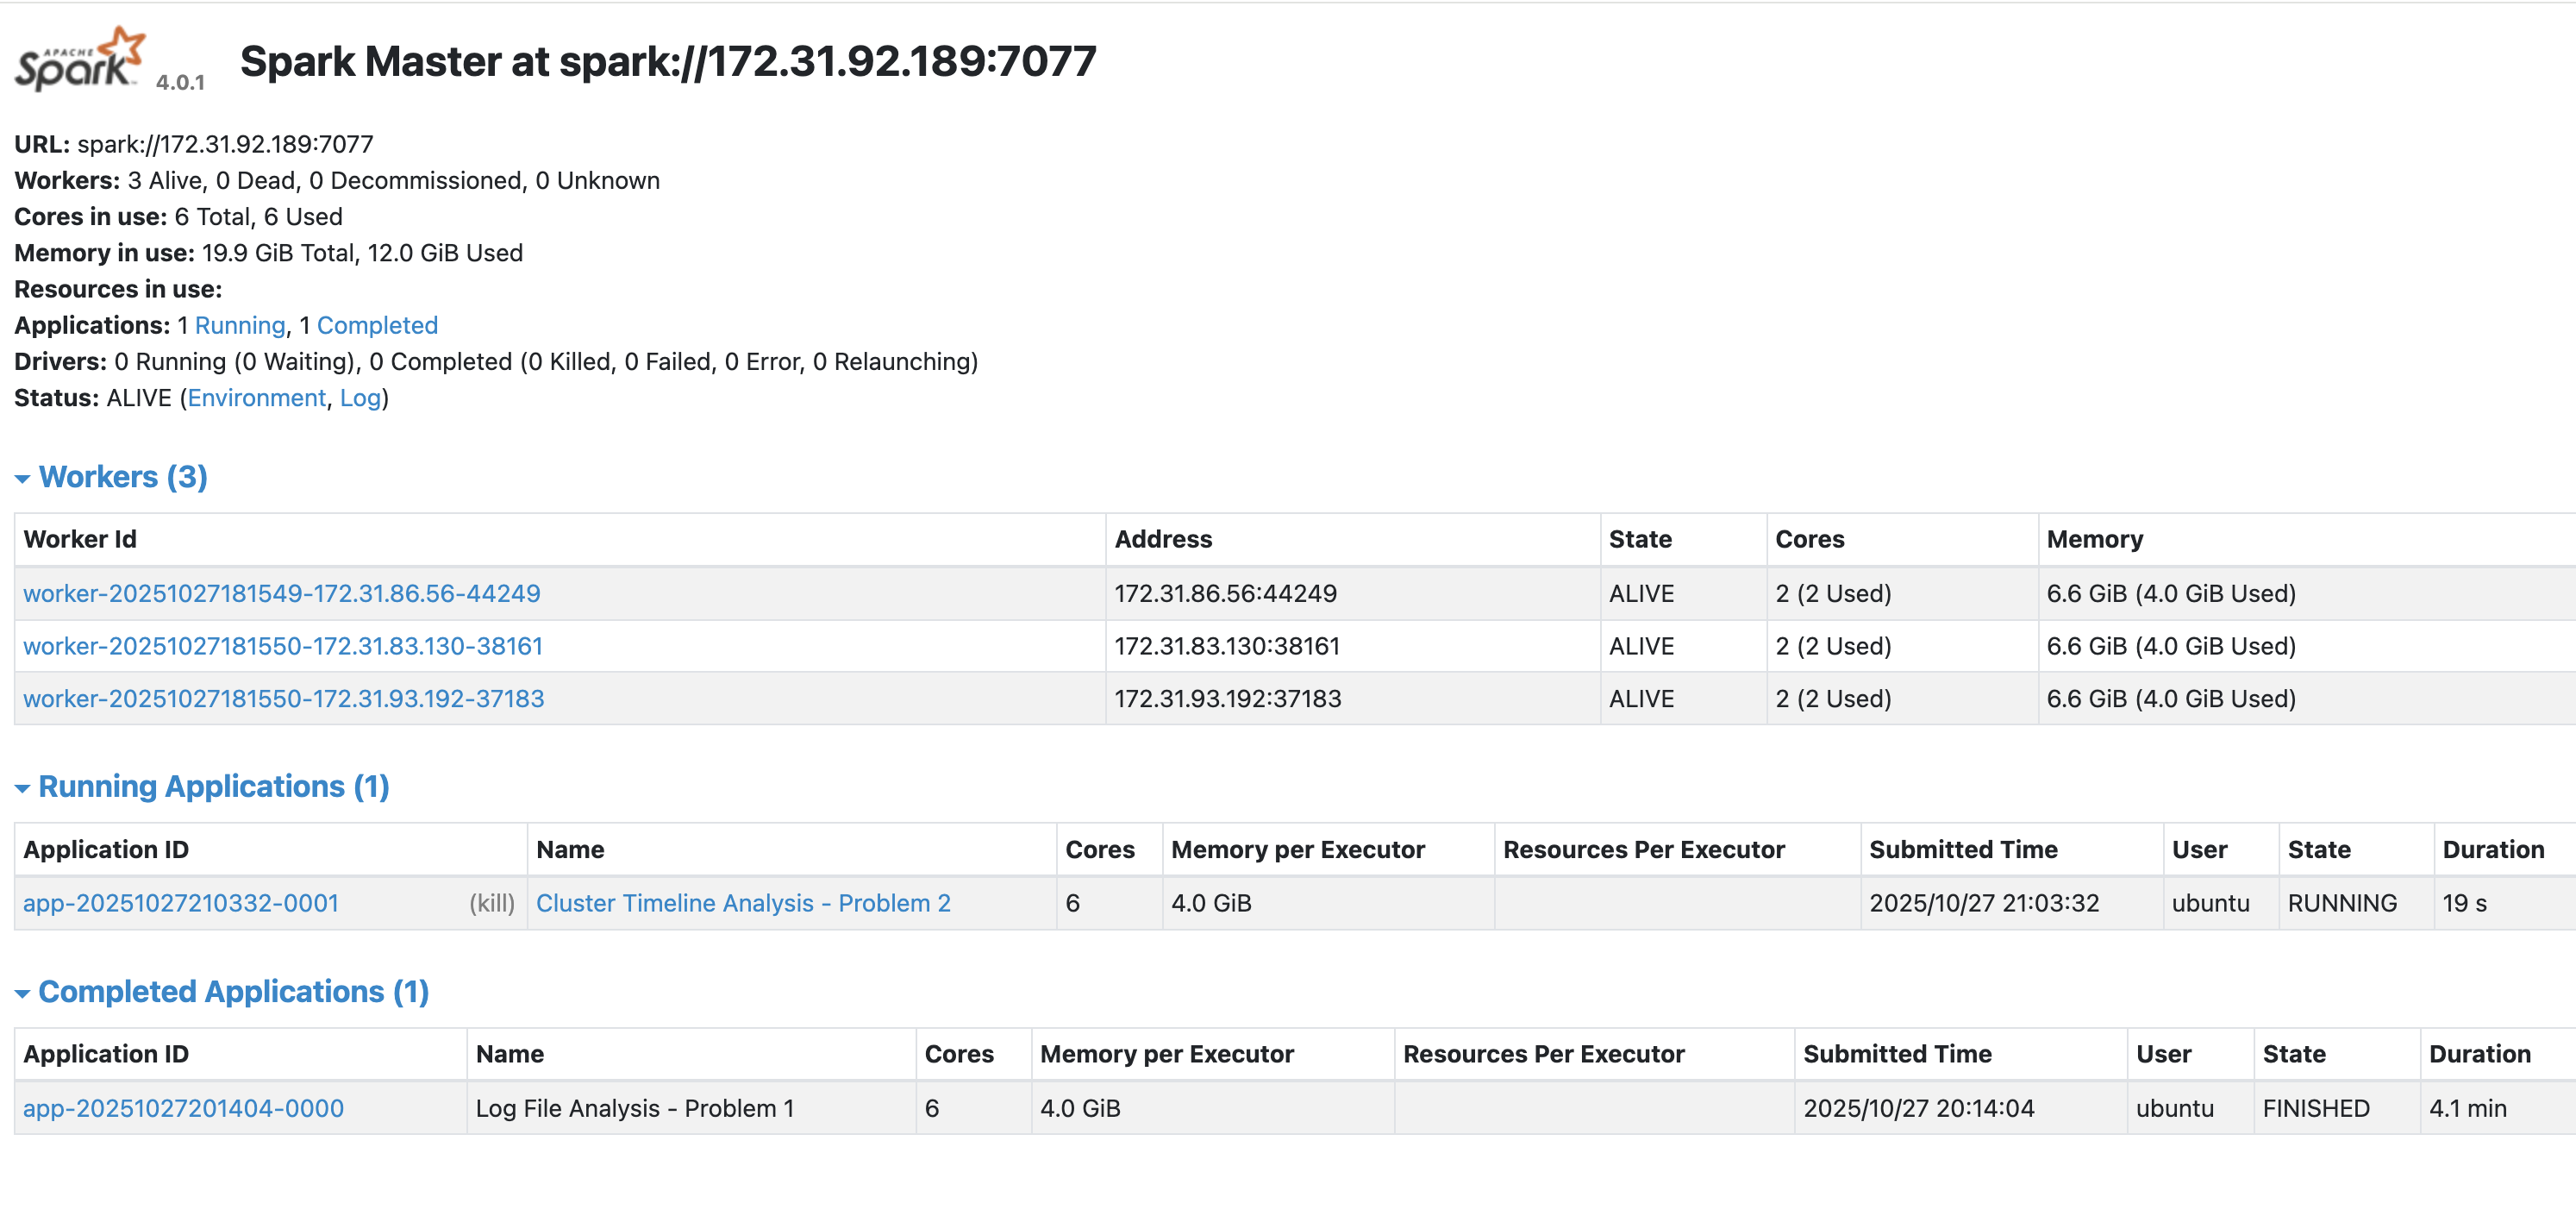 APACHE
Spark™ 4.0.1 Spark Master at spark://172.31.92.189:7077
URL: spark://172.31.92.189:7077
Workers: 3 Alive, 0 Dead, 0 Decommissioned, 0 Unknown
Cores in use: 6 Total, 6 Used
Memory in use: 19.9 GiB Total, 12.0 GiB Used
Resources in use:
Applications: 1 Running, 1 Completed
Drivers: 0 Running (0 Waiting), 0 Completed (0 Killed, 0 Failed, 0 Error, 0 Relaunching)
Status: ALIVE (Environment, Log)
Workers (3)
Worker Id Address State Cores Memory
worker-20251027181549-172.31.86.56-44249 172.31.86.56:44249 ALIVE 2 (2 Used) 6.6 GiB (4.0 GiB Used)
worker-20251027181550-172.31.83.130-38161 172.31.83.130:38161 ALIVE 2 (2 Used) 6.6 GiB (4.0 GiB Used)
worker-20251027181550-172.31.93.192-37183 172.31.93.192:37183 ALIVE 2 (2 Used) 6.6 GiB (4.0 GiB Used)
Running Applications (1)
Application ID Name Cores Memory per Executor Resources Per Executor Submitted Time User State Duration
app-20251027210332-0001 (kill) Cluster Timeline Analysis - Problem 2 6 4.0 GiB 2025/10/27 21:03:32 ubuntu RUNNING 19 s
Completed Applications (1)
Application ID Name Cores Memory per Executor Resources Per Executor Submitted Time User State Duration
app-20251027201404-0000 Log File Analysis - Problem 1 6 4.0 GiB 2025/10/27 20:14:04 ubuntu FINISHED 4.1 min